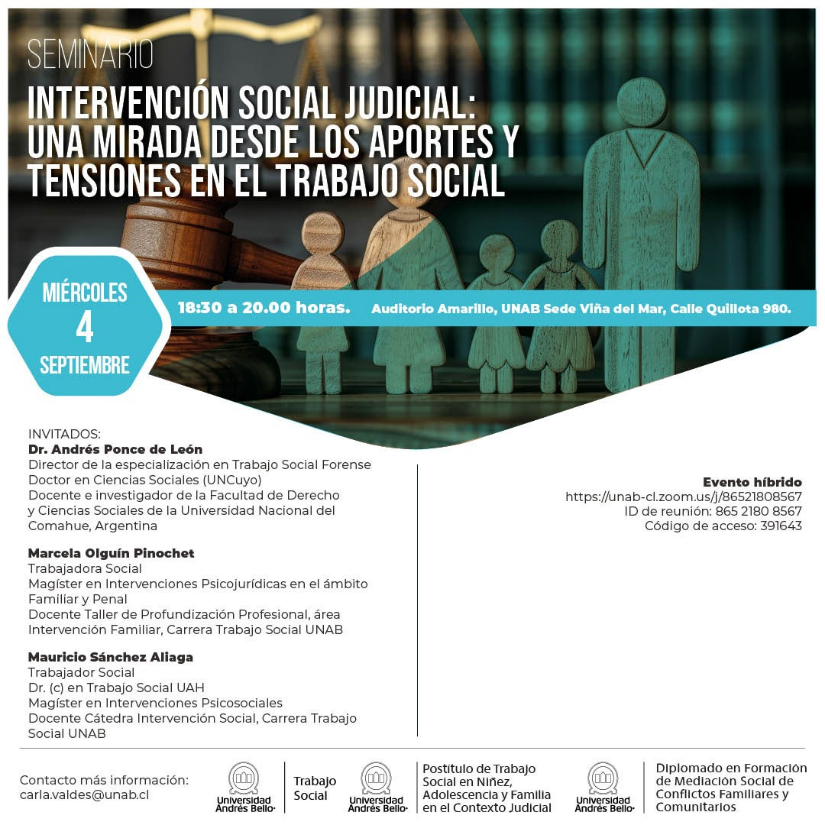 SEMINARIO
INTERVENCIÓN SOCIAL JUDICIAL:
UNA MIRADA DESDE LOS APORTES Y
TENSIONES EN EL TRABAJO SOCIAL
MIÉRCOLES
4
SEPTIEMBRE
18:30 a 20.00 horas. Auditorio Amarillo, UNAB Sede Viña del Mar, Calle Quillota 980.
INVITADOS:
Dr. Andrés Ponce de León
Director de la especialización en Trabajo Social Forense
Doctor en Ciencias Sociales (UNCuyo)
Docente e investigador de la Facultad de Derecho
y Ciencias Sociales de la Universidad Nacional del
Comahue, Argentina
Marcela Olguín Pinochet
Trabajadora Social
Magíster en Intervenciones Psicojurídicas en el ámbito
Famíliar y Penal
Docente Taller de Profundización Profesional, área
Intervención Familiar, Carrera Trabajo Social UNAB
Mauricio Sánchez Aliaga
Trabajador Social
Dr. (c) en Trabajo Social UAH
Magíster en Intervenciones Psicosociales
Docente Cátedra Intervención Social, Carrera Trabajo
Social UNAB
Evento híbrido
https://unab-cl.zoom.us/j/86521808567
ID de reunión: 865 2180 8567
Código de acceso: 391643
Contacto más información:
carla.valdes@unab.cl
Universidad
Andrés Bello
Trabajo
Social
Universidad
Andrés Bello
Postítulo de Trabajo
Social en Niñez,
Adolescencia y Familia
en el Contexto Judicial
Universidad
Andrés Bello
Diplomado en Formación
de Mediación Social de
Conflictos Familiares y
Comunitarios